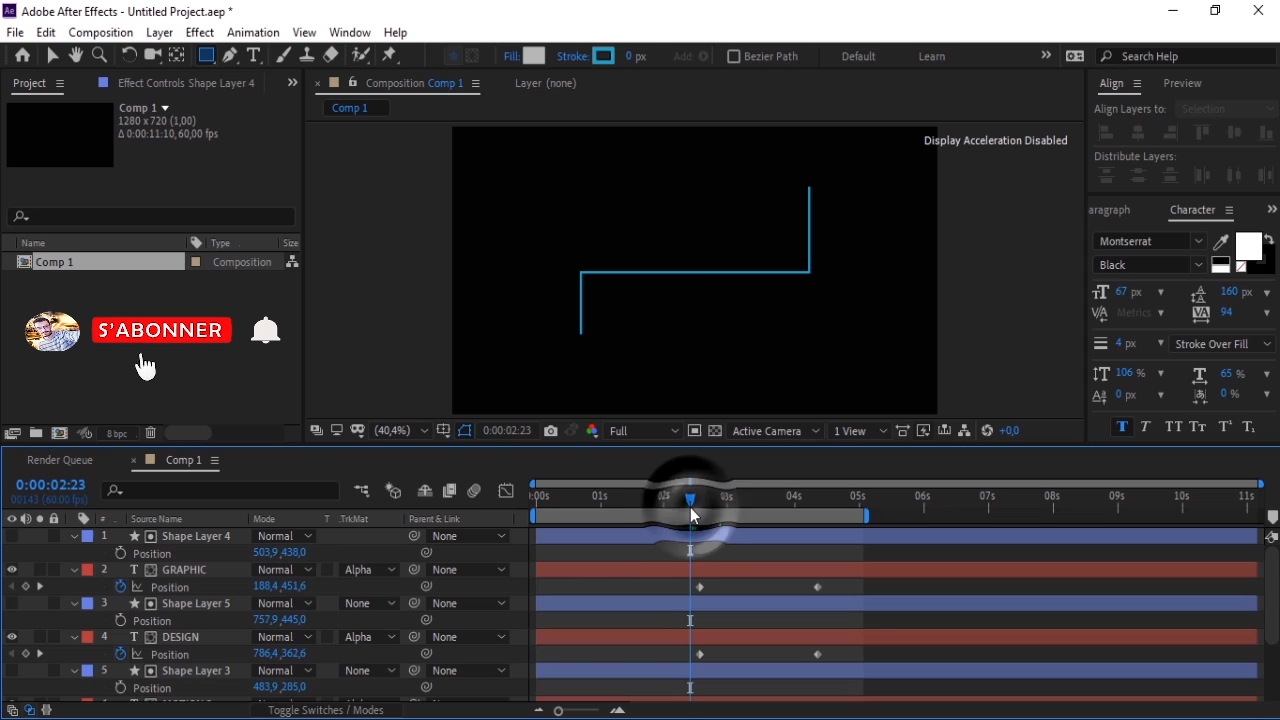 Adobe After Effects - Untitled Project.aep *
File Edit Composition Layer Effect Animation View Window Help
Fill: Stroke: 0 px Add: Bezier Path Default Learn » Search Help
Project Effect Controls Shape Layer 4 » × Composition Comp 1 Layer (none) Align Preview
Comp 1
1280 x 720 (1,00)
Δ 0:00:11:10, 60,00 fps
Comp 1
Align Layers to: Selection
Display Acceleration Disabled
Distribute Layers:
aragraph Character »
Name Type Size
Comp 1 Composition
Montserrat
Black
67 px 160 px
Metrics 94
S'ABONNER
4 px Stroke Over Fill
106 % 65 %
0 px 0 %
T T TT Tt T¹ T₁
8 bpc (40,4%) 0:00:02:23 Full Active Camera 1 View +0,0
Render Queue × Comp 1
0:00:02:23
00143 (60.00 fps)
:00s 01s 02s 03s 04s 05s 06s 07s 08s 09s 10s 11s
# Source Name Mode T .TrkMat Parent & Link
1 Shape Layer 4 Normal None
Position 503,9,438,0
2 T GRAPHIC Normal Alpha None
Position 188,4,451,6
3 Shape Layer 5 Normal None None
Position 757,9,445,0
4 T DESIGN Normal Alpha None
Position 786,4,362,6
5 Shape Layer 3 Normal None None
Position 483,9,285,0
Toggle Switches / Modes